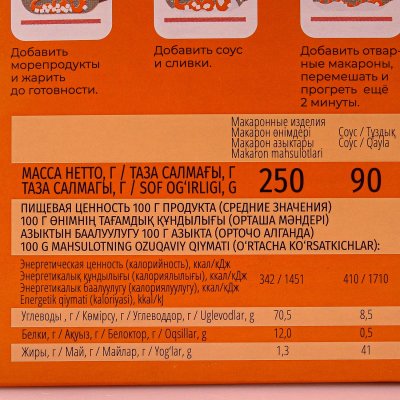 Добавить
морепродукты
и жарить
до готовности.
Добавить соус
и сливки.
Добавить отвар-
ные макароны,
перемешать и
прогреть ещё
2 минуты.
Макаронные изделия
Макарон өнімдері
Макарон азыктары
Makaron mahsulotlari
Соус / Тұздық
Соус / Qayla
МАССА НЕТТО, Г / ТАЗА САЛМАҒЫ, Г
ТАЗА САЛМАГЫ, Г / SOF OG'IRLIGI, G
250
90
ПИЩЕВАЯ ЦЕННОСТЬ 100 Г ПРОДУКТА (СРЕДНИЕ ЗНАЧЕНИЯ)
100 Г ӨНІМНІҢ ТАҒАМДЫҚ ҚҰНДЫЛЫҒЫ (ОРТАША МӘНДЕРІ)
АЗЫКТЫН БААЛУУЛУГУ 100 Г АЗЫКТА (ОРТОЧО АЛГАНДА)
100 G MAHSULOTNING OZUQAVIY QIYMATI (O'RTACHA KO'RSATKICHLAR):
Энергетическая ценность (калорийность), ккал/кДж
Энергетикалық құндылығы (калориялылығы), ккал/кДж
Энергетикалык баалуулугу (калориялуулугу), ккал/кДж
Energetik qiymati (kaloriyasi), kkal/kJ
342 / 1451
410 / 1710
Углеводы , г / Көмірсу, г / Углеводдор, г / Uglevodlar, g 70,5 8,5
Белки, г / Ақуыз, г / Белоктор, г / Oqsillar, g 12,0 0,5
Жиры, г / Май, г / Майлар, г / Yog'lar, g 1,3 41